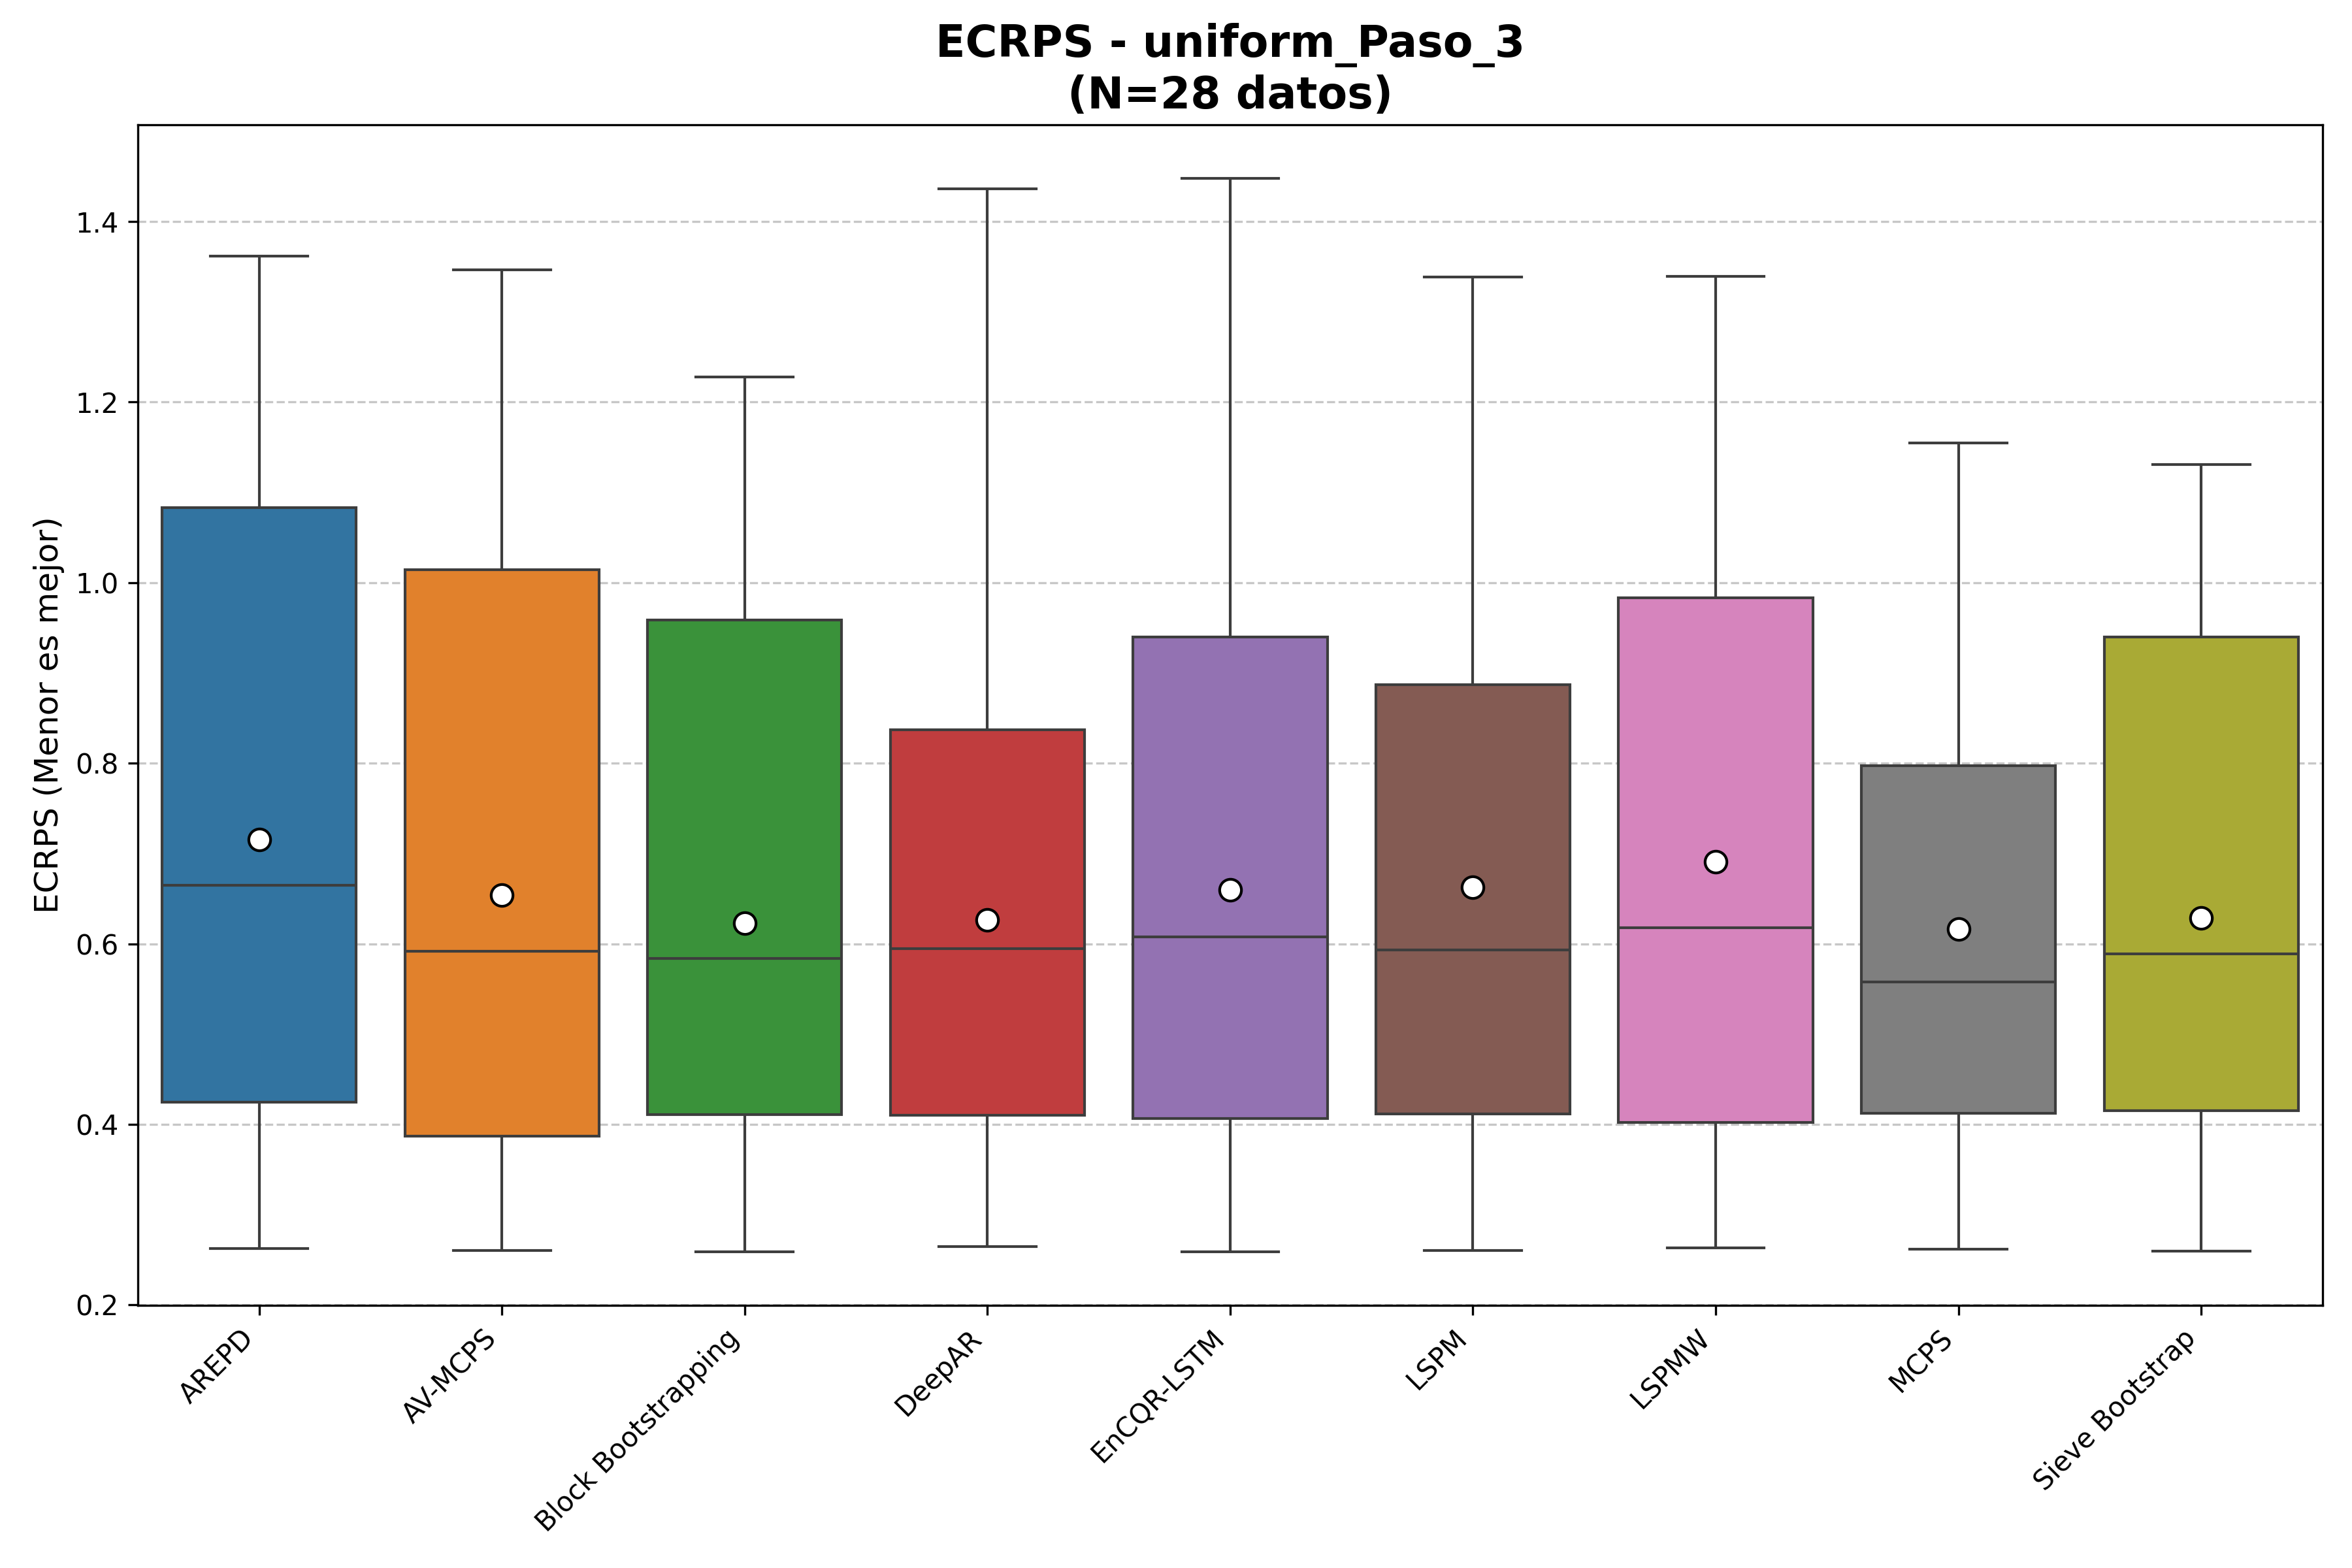 ECRPS - uniform_Paso_3
(N=28 datos)
ECRPS (Menor es mejor)
1.4
1.2
1.0
0.8
0.6
0.4
0.2
AREPD
AV-MCPS
Block Bootstrapping
DeepAR
EnCQR-LSTM
LSPM
LSPMW
MCPS
Sieve Bootstrap